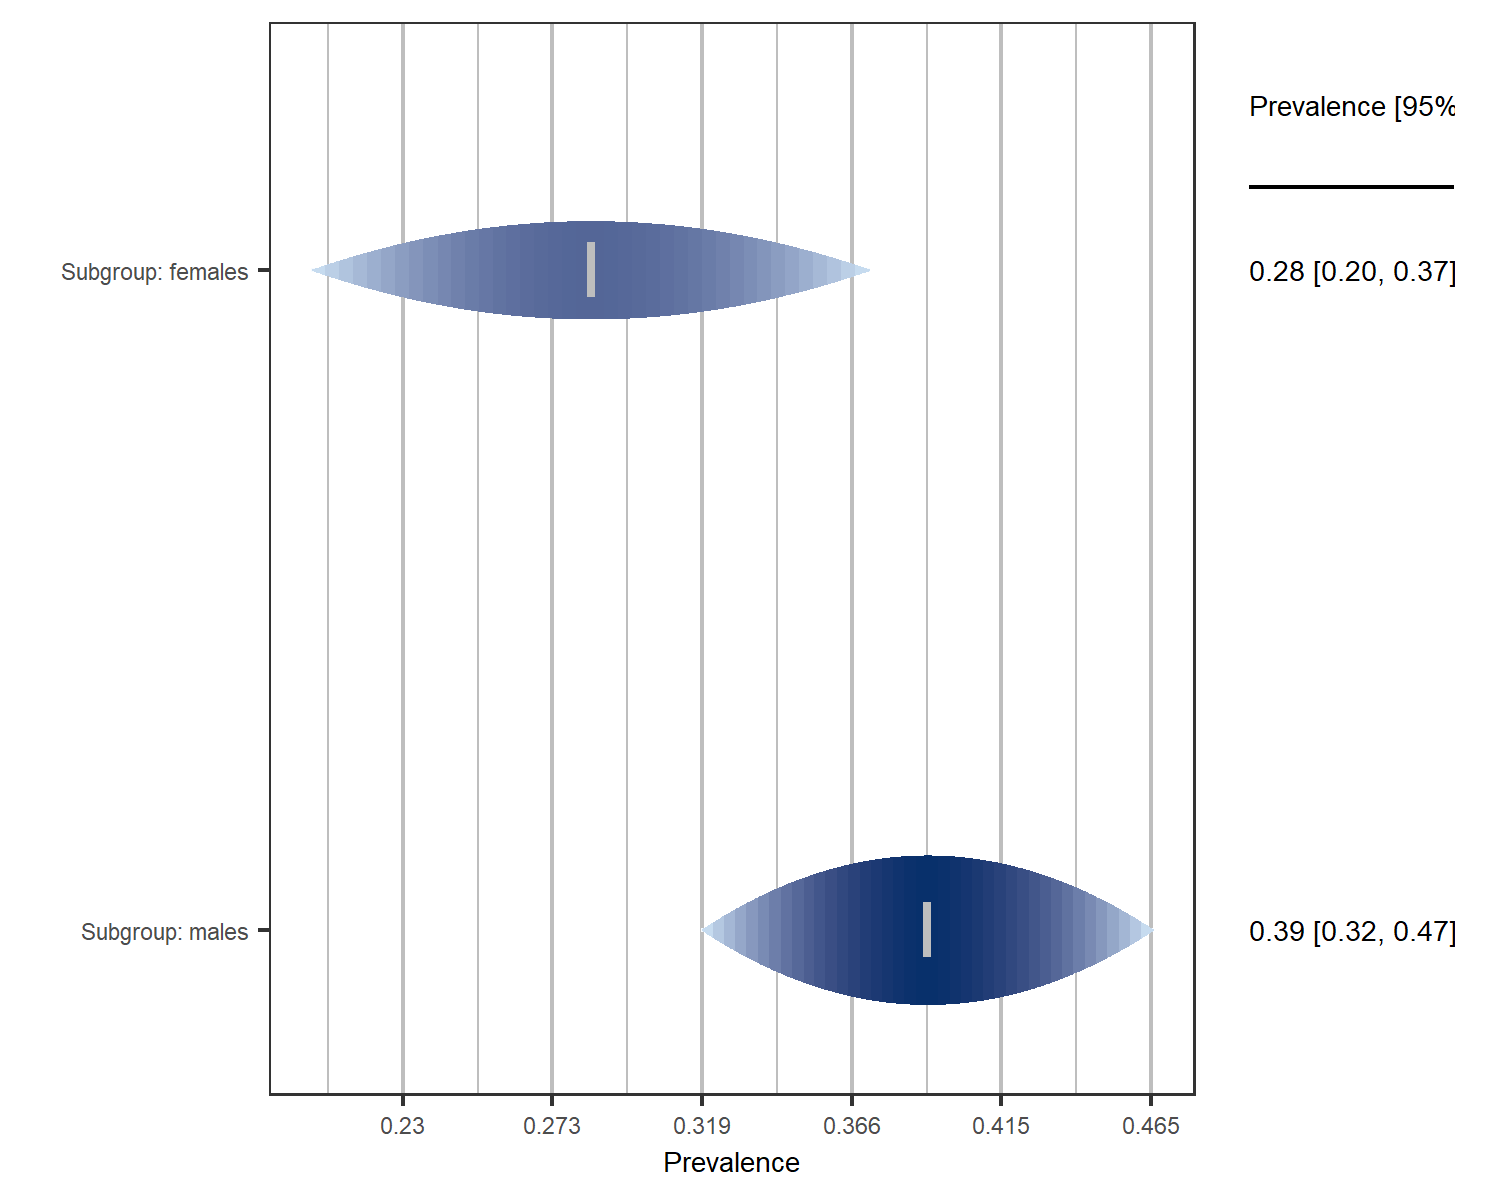 Prevalence [95%
Subgroup: females
0.28 [0.20, 0.37]
Subgroup: males
0.39 [0.32, 0.47]
0.23 0.273 0.319 0.366 0.415 0.465
Prevalence